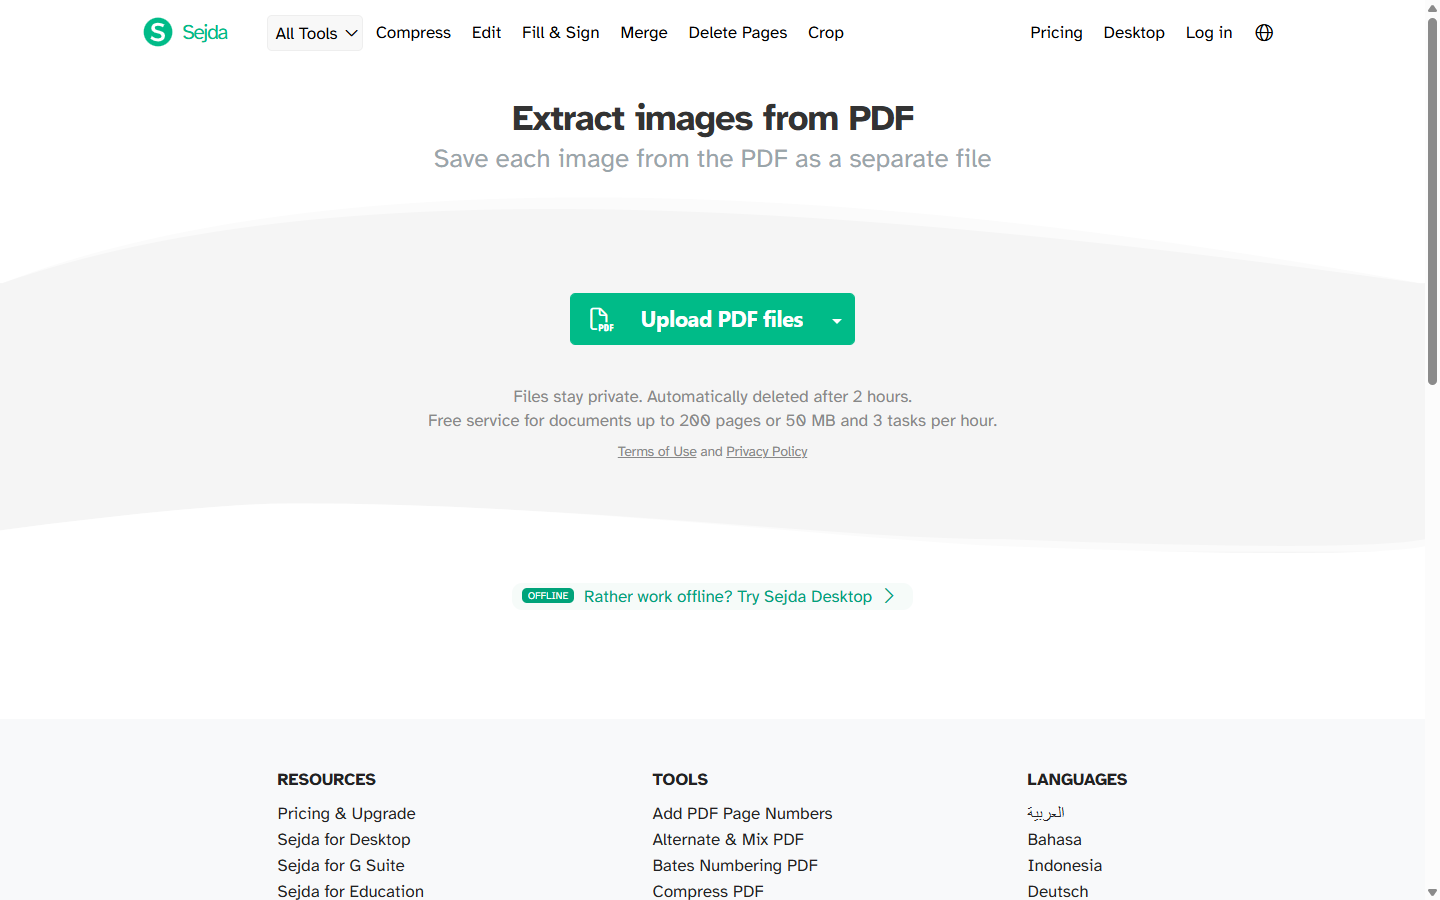 Sejda
All Tools
Compress
Edit
Fill & Sign
Merge
Delete Pages
Crop
Pricing
Desktop
Log in
Extract images from PDF
Save each image from the PDF as a separate file
PDF
Upload PDF files
Files stay private. Automatically deleted after 2 hours.
Free service for documents up to 200 pages or 50 MB and 3 tasks per hour.
Terms of Use and Privacy Policy
OFFLINE Rather work offline? Try Sejda Desktop
RESOURCES
Pricing & Upgrade
Sejda for Desktop
Sejda for G Suite
Sejda for Education
TOOLS
Add PDF Page Numbers
Alternate & Mix PDF
Bates Numbering PDF
Compress PDF
LANGUAGES
العربية
Bahasa
Indonesia
Deutsch